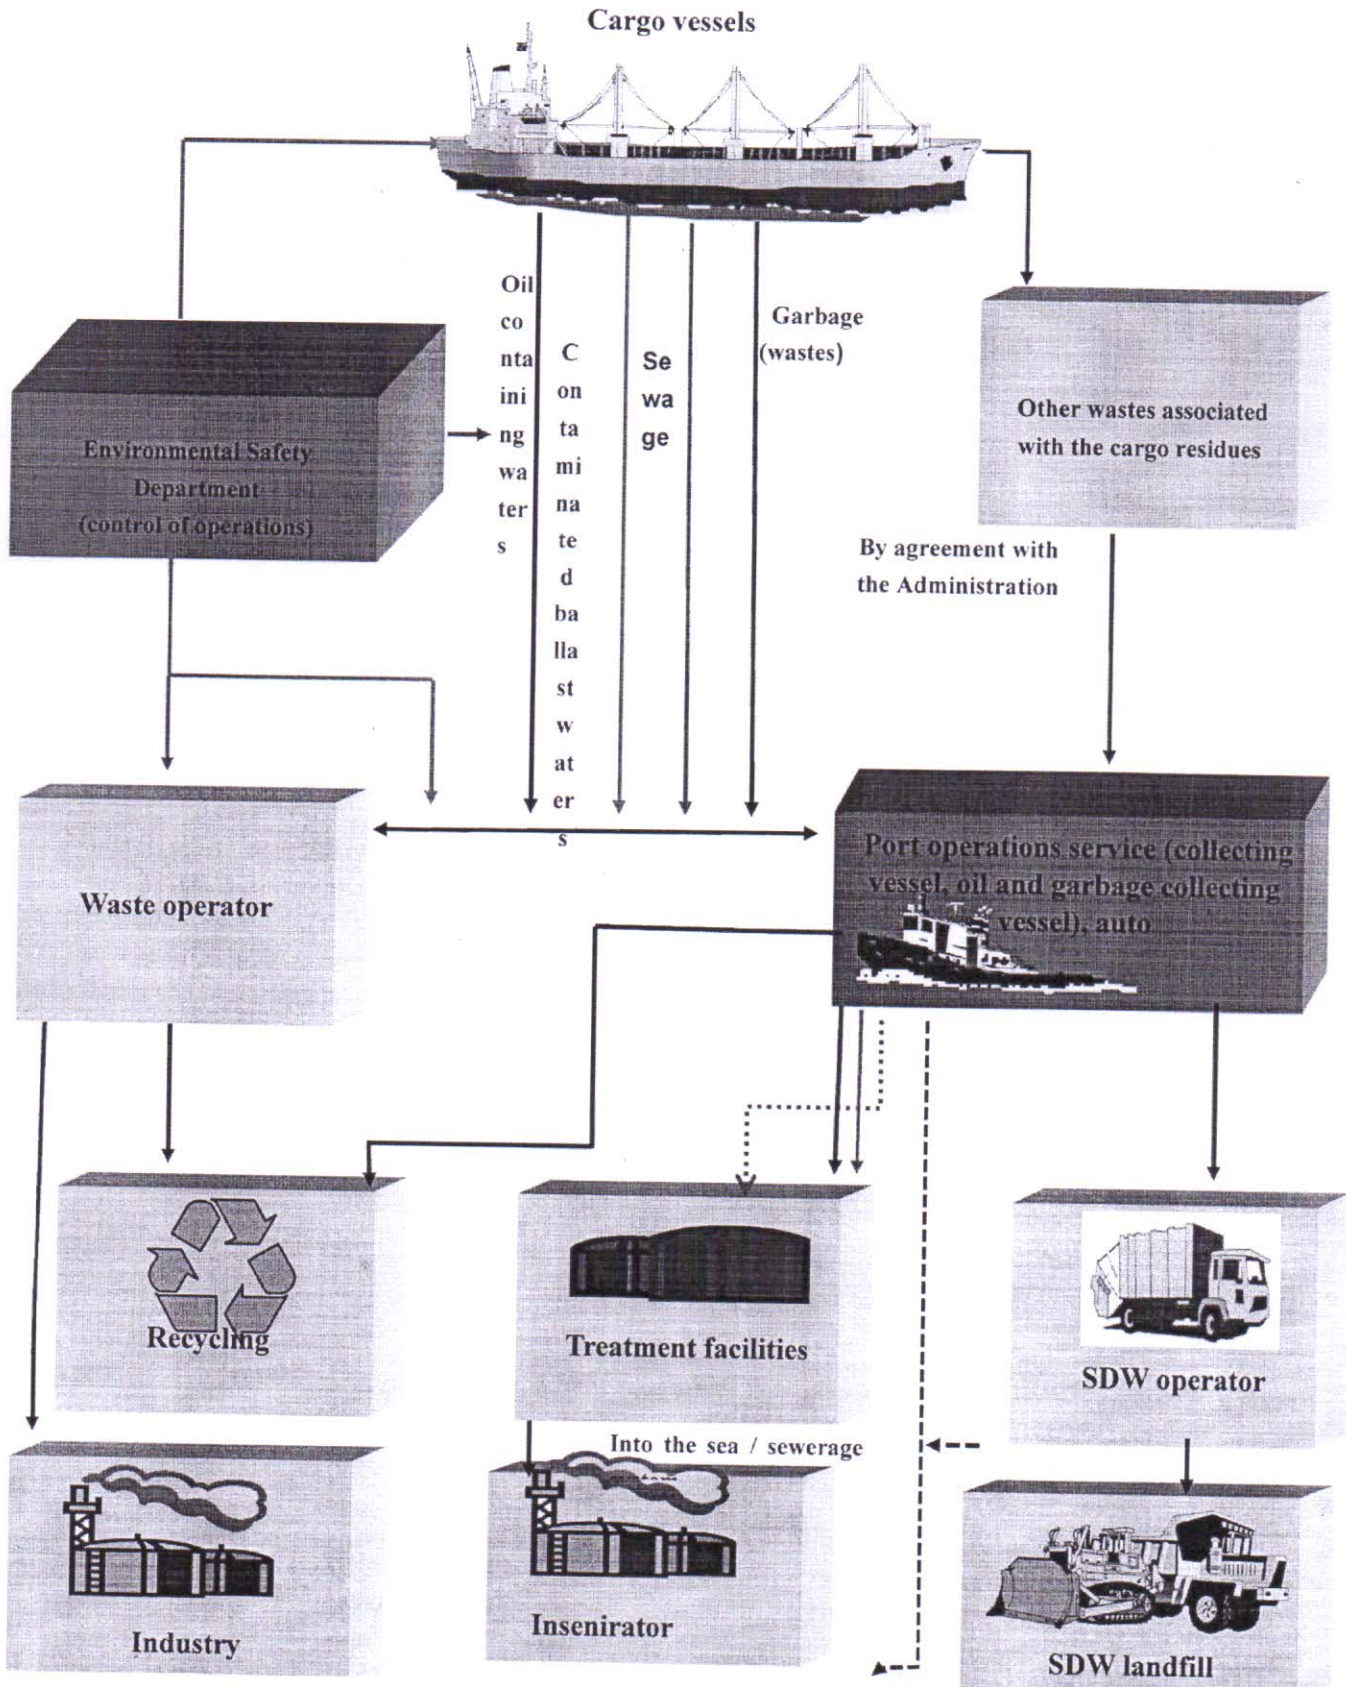 Cargo vessels
Oil
co
nta
ini
ng
wa
ter
s
C
on
ta
mi
na
te
d
ba
lla
st
w
at
er
s
Se
wa
ge
Garbage
(wastes)
Other wastes associated
with the cargo residues
Environmental Safety
Department
(control of operations)
By agreement with
the Administration
Waste operator
Port operations service (collecting
vessel, oil and garbage collecting
vessel), auto
Recycling
Treatment facilities
SDW operator
Into the sea / sewerage
Industry
Insenirator
SDW landfill